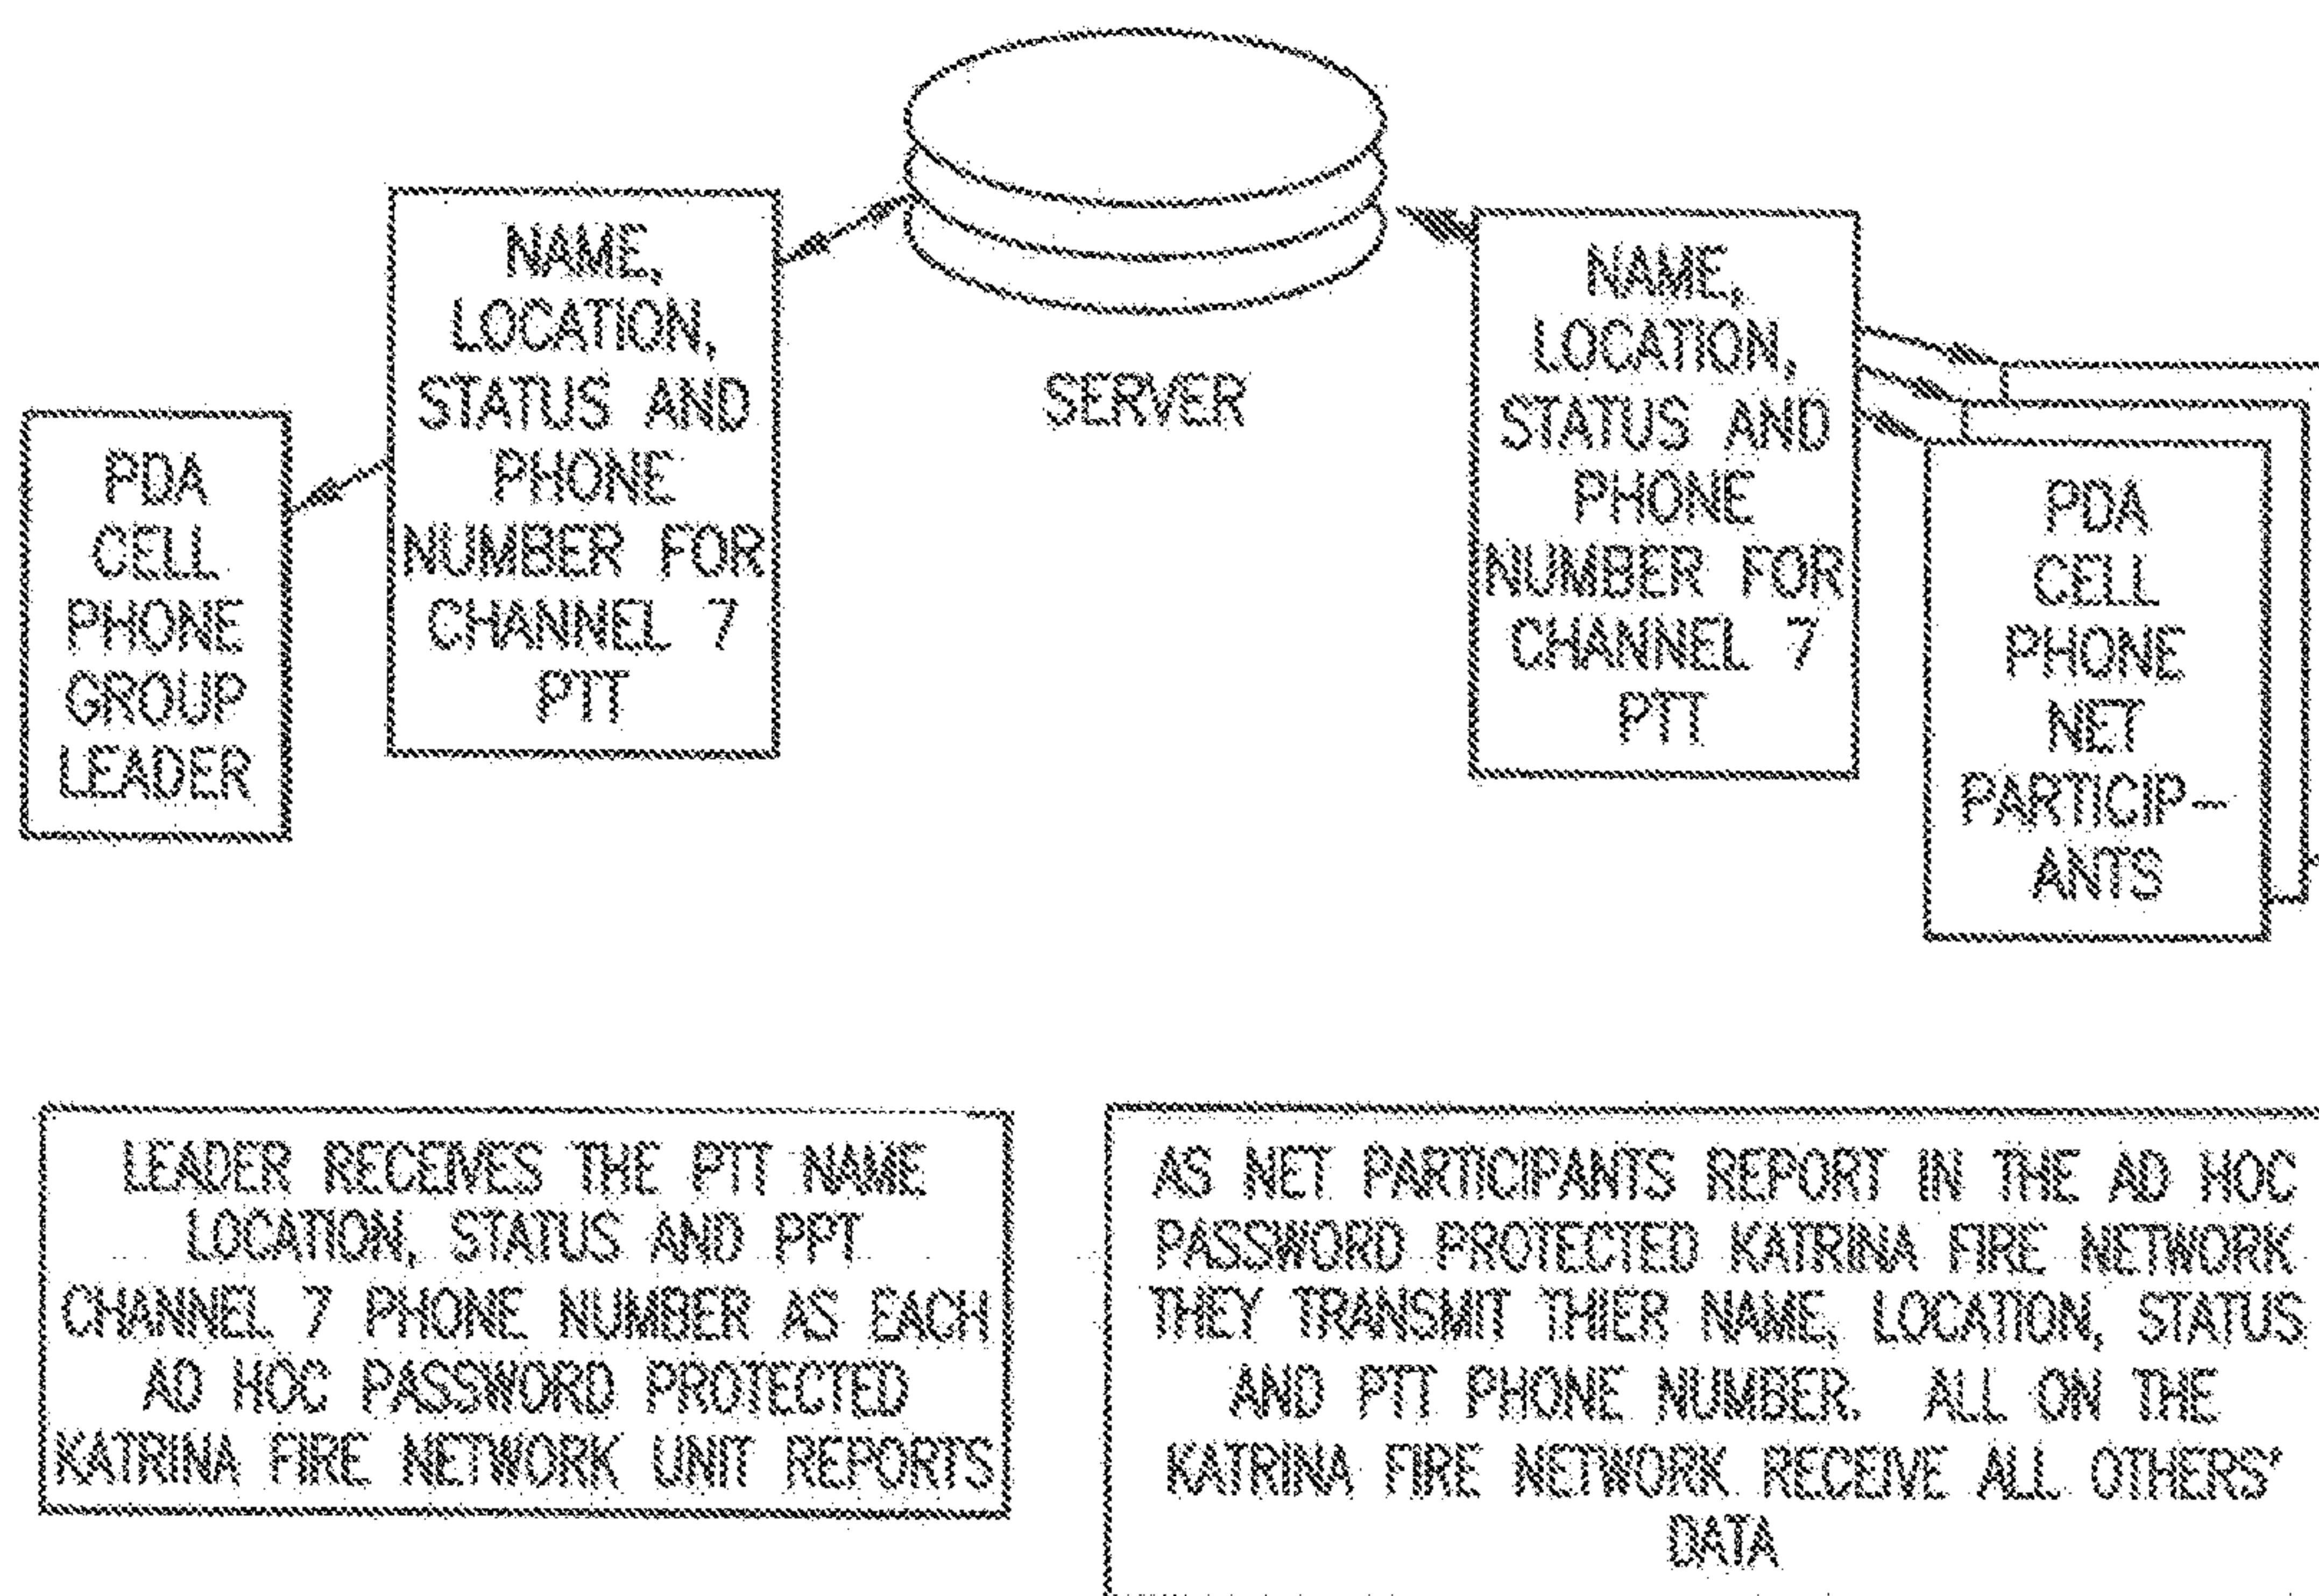 NAME,
LOCATION,
STATUS AND
PHONE
NUMBER FOR
CHANNEL 7
PTT
SERVER
NAME,
LOCATION,
STATUS AND
PHONE
NUMBER FOR
CHANNEL 7
PTT
PDA
CELL
PHONE
GROUP
LEADER
PDA
CELL
PHONE
NET
PARTICIP-
ANTS
LEADER RECEIVES THE PTT NAME
LOCATION, STATUS AND PPT
CHANNEL 7 PHONE NUMBER AS EACH
AD HOC PASSWORD PROTECTED
KATRINA FIRE NETWORK UNIT REPORTS
AS NET PARTICIPANTS REPORT IN THE AD HOC
PASSWORD PROTECTED KATRINA FIRE NETWORK
THEY TRANSMIT THIER NAME, LOCATION, STATUS
AND PTT PHONE NUMBER. ALL ON THE
KATRINA FIRE NETWORK RECEIVE ALL OTHERS'
DATA